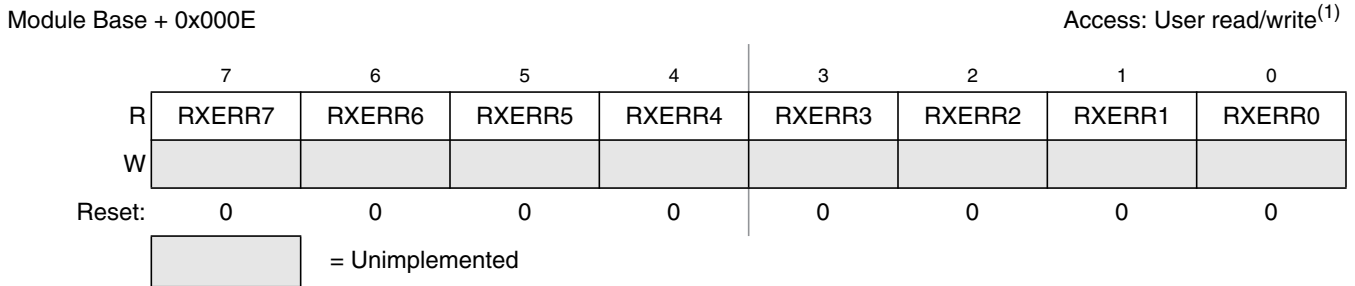 Module Base + 0x000E Access: User read/write(1)
7 6 5 4 3 2 1 0
R RXERR7 RXERR6 RXERR5 RXERR4 RXERR3 RXERR2 RXERR1 RXERR0
W
Reset: 0 0 0 0 0 0 0 0
= Unimplemented